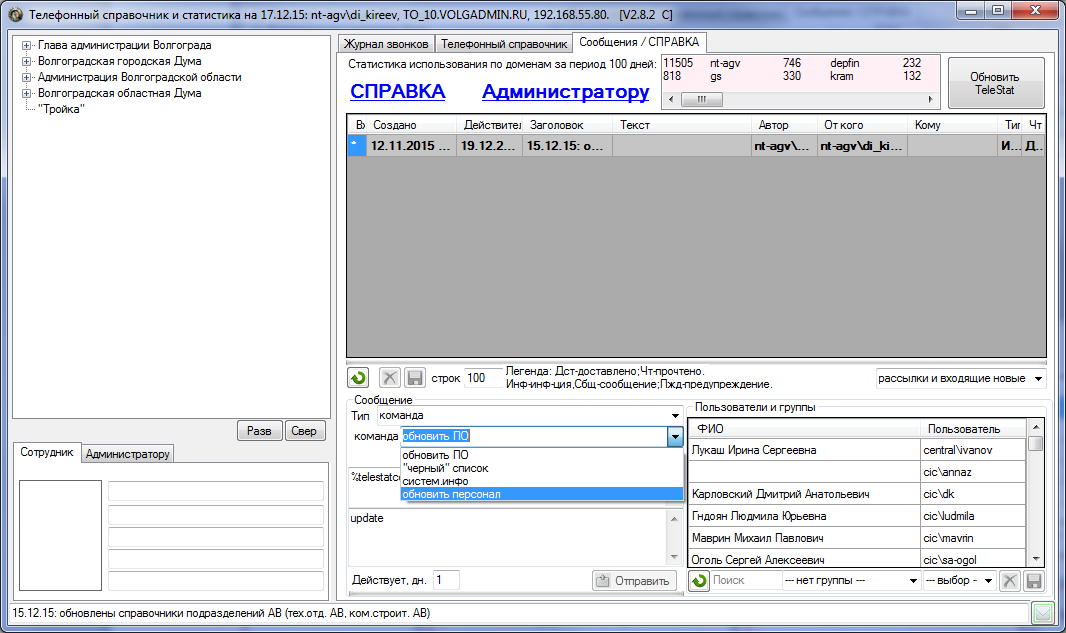 Телефонный справочник и статистика на 17.12.15: nt-agv\di_kireev, TO_10.VOLGADMIN.RU, 192.168.55.80. [V2.8.2 C]
Глава администрации Волгограда
Волгоградская городская Дума
Администрация Волгоградской области
Волгоградская областная Дума
"Тройка"
Разв Свер
Сотрудник Администратору
Журнал звонков Телефонный справочник Сообщения / СПРАВКА
Статистика использования по доменам за период 100 дней:
11505 nt-agv 746 depfin 232
818 gs 330 kram 132
СПРАВКА Администратору
Обновить TeleStat
Вх Создано Действител Заголовок Текст Автор От кого Кому Тип Чт
* 12.11.2015 ... 19.12.2... 15.12.15: о... nt-agv\... nt-agv\di_ki... И... Д...
строк 100
Легенда: Дст-доставлено;Чт-прочтено.
Инф-инф-ция,Сбщ-сообщение;Пжд-предупреждение.
рассылки и входящие новые
Сообщение
Тип команда
команда обновить ПО
обновить ПО
"черный" список
систем.инфо
обновить персонал
%telestatco
update
Действует, дн. 1 Отправить
Пользователи и группы
ФИО Пользователь
Лукаш Ирина Сергеевна central\ivanov
cic\annaz
Карловский Дмитрий Анатольевич cic\dk
Гндоян Людмила Юрьевна cic\ludmila
Маврин Михаил Павлович cic\mavrin
Оголь Сергей Алексеевич cic\sa-ogol
Поиск --- нет группы --- --- выбор -
15.12.15: обновлены справочники подразделений АВ (тех.отд. АВ, ком.строит. АВ)